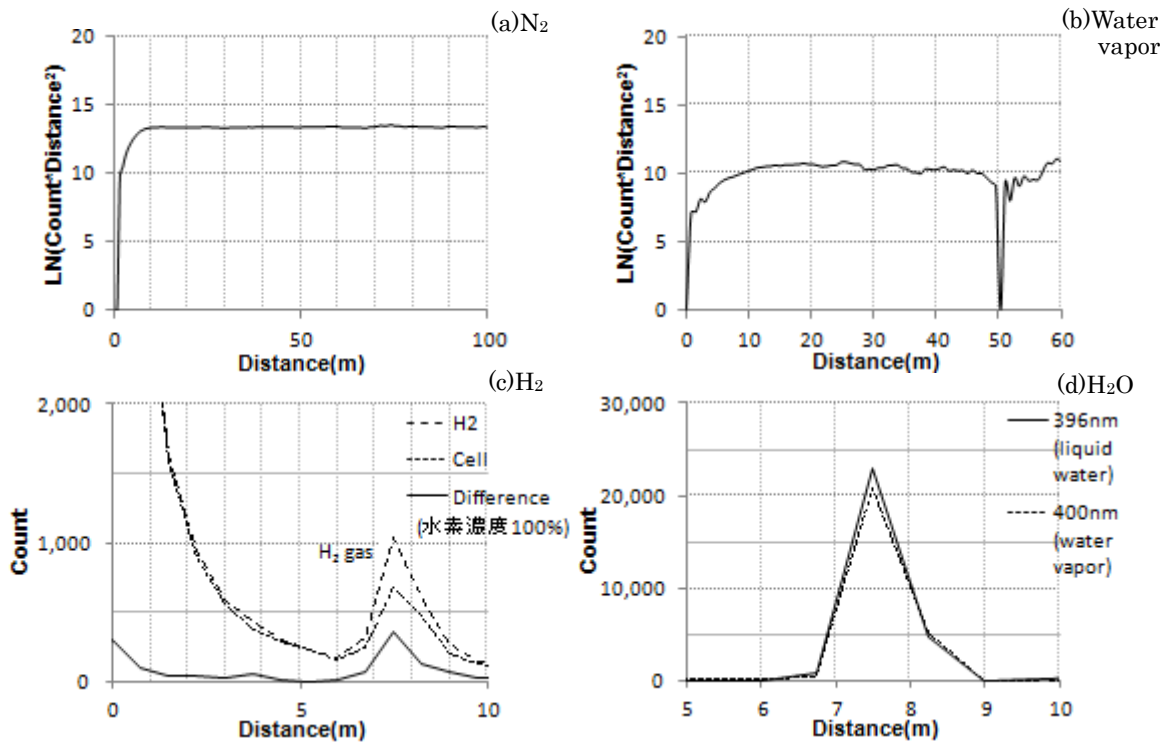 (a)N₂
LN(Count*Distance²)
20
15
10
5
0
0
50
100
Distance(m)
(b)Water
vapor
LN(Count*Distance²)
20
15
10
5
0
0
10
20
30
40
50
60
Distance(m)
(c)H₂
Count
2,000
1,000
0
0
10
Distance(m)
H2
Cell
Difference
(水素濃度100%)
H₂ gas
(d)H₂O
Count
30,000
20,000
10,000
0
5
6
7
8
9
10
Distance(m)
396nm
(liquid
water)
400nm
(water
vapor)